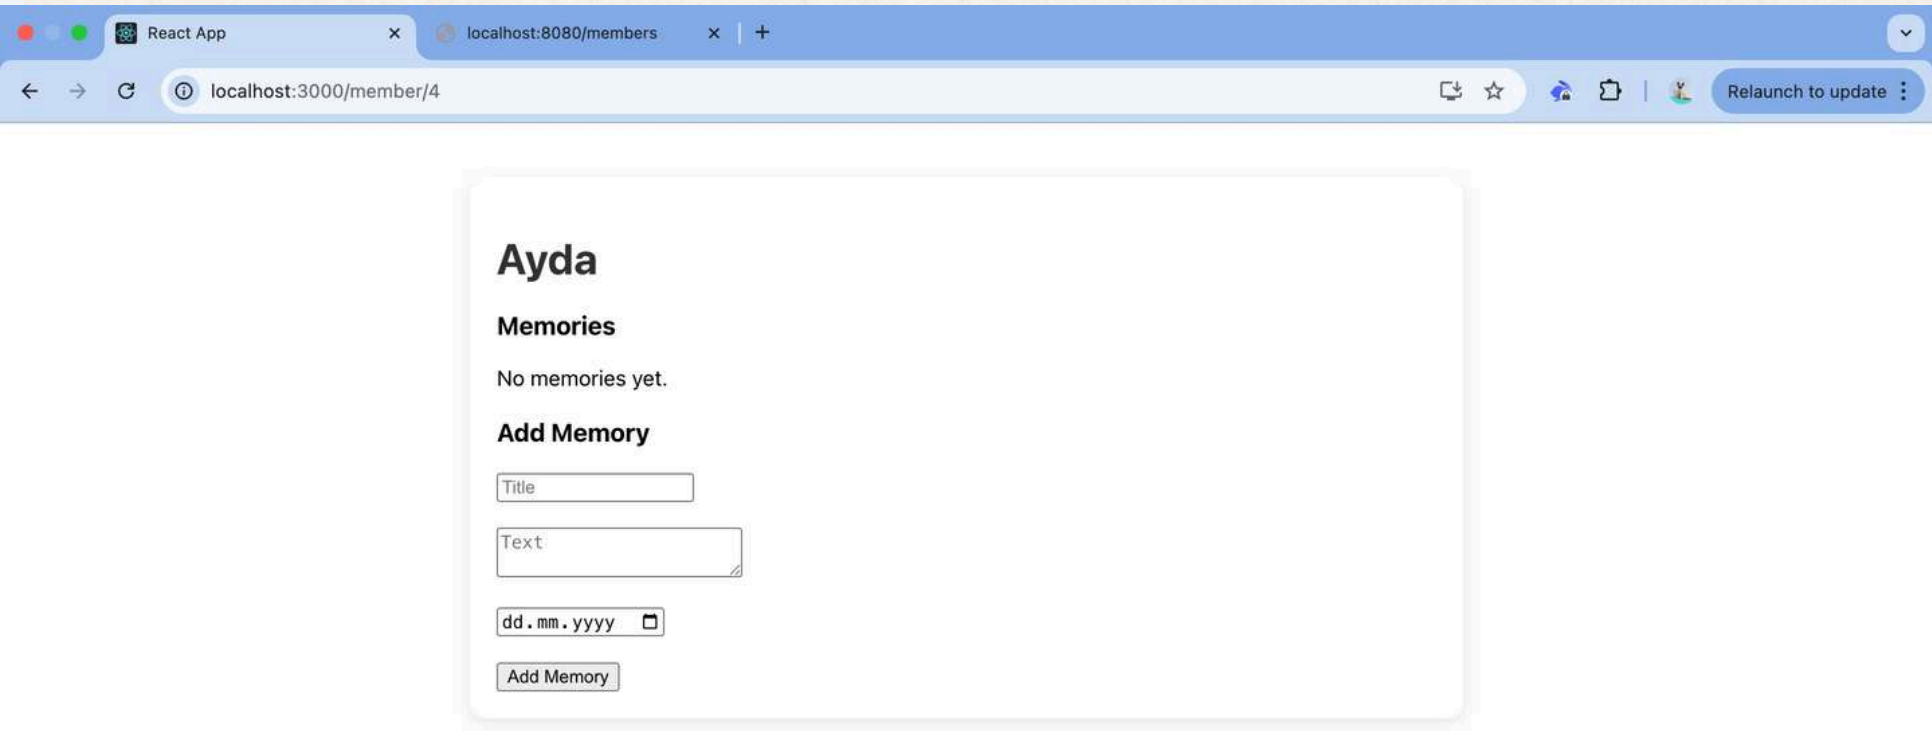 React App
localhost:8080/members
localhost:3000/member/4
Relaunch to update
Ayda
Memories
No memories yet.
Add Memory
Title
Text
dd.mm.yyyy
Add Memory